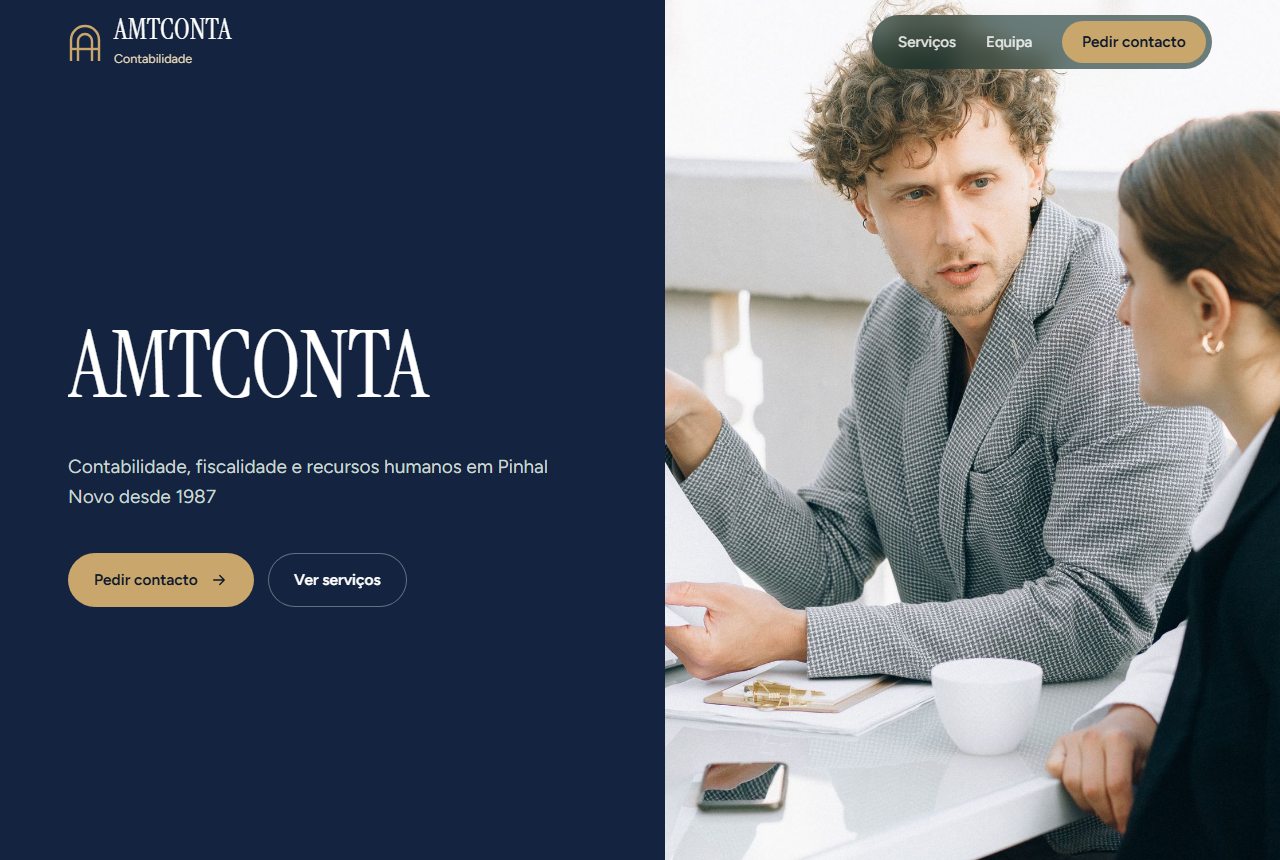 AMTCONTA
Contabilidade
Serviços
Equipa
Pedir contacto
AMTCONTA
Contabilidade, fiscalidade e recursos humanos em Pinhal
Novo desde 1987
Pedir contacto
Ver serviços